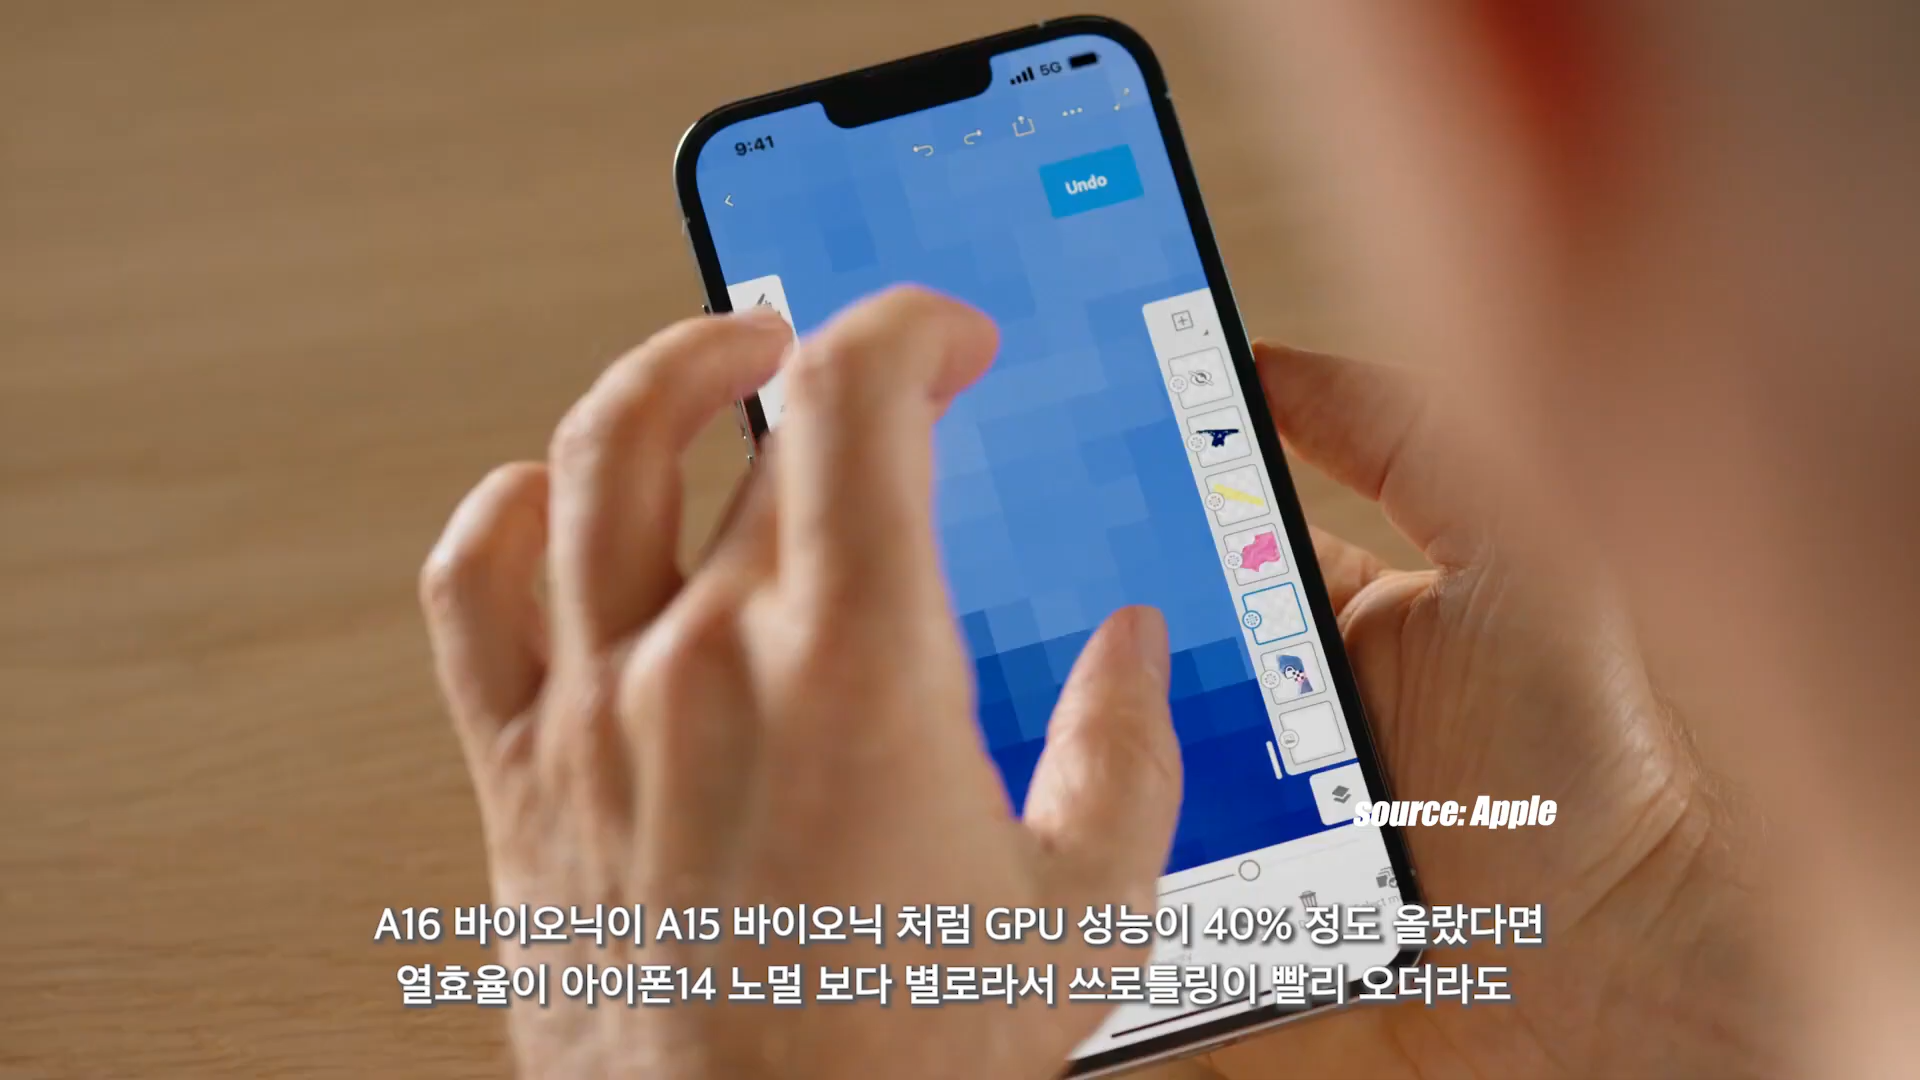 5G
9:41
Undo
source: Apple
A16 바이오닉이 A15 바이오닉 처럼 GPU 성능이 40% 정도 올랐다면
열효율이 아이폰14 노멀 보다 별로라서 쓰로틀링이 빨리 오더라도